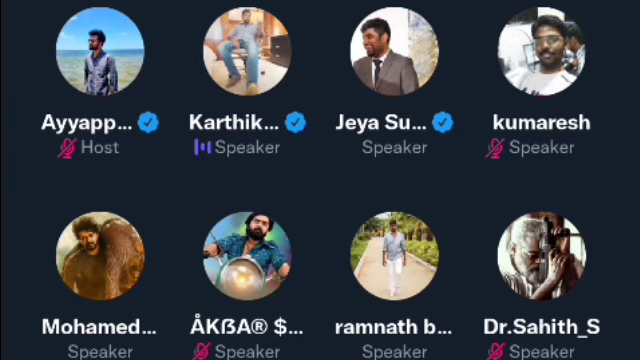 Ayyapp... Karthik... Jeya Su... kumaresh
Host Speaker Speaker Speaker
Mohamed... ÅKẞA® $... ramnath b... Dr.Sahith_S
Speaker Speaker Speaker Speaker